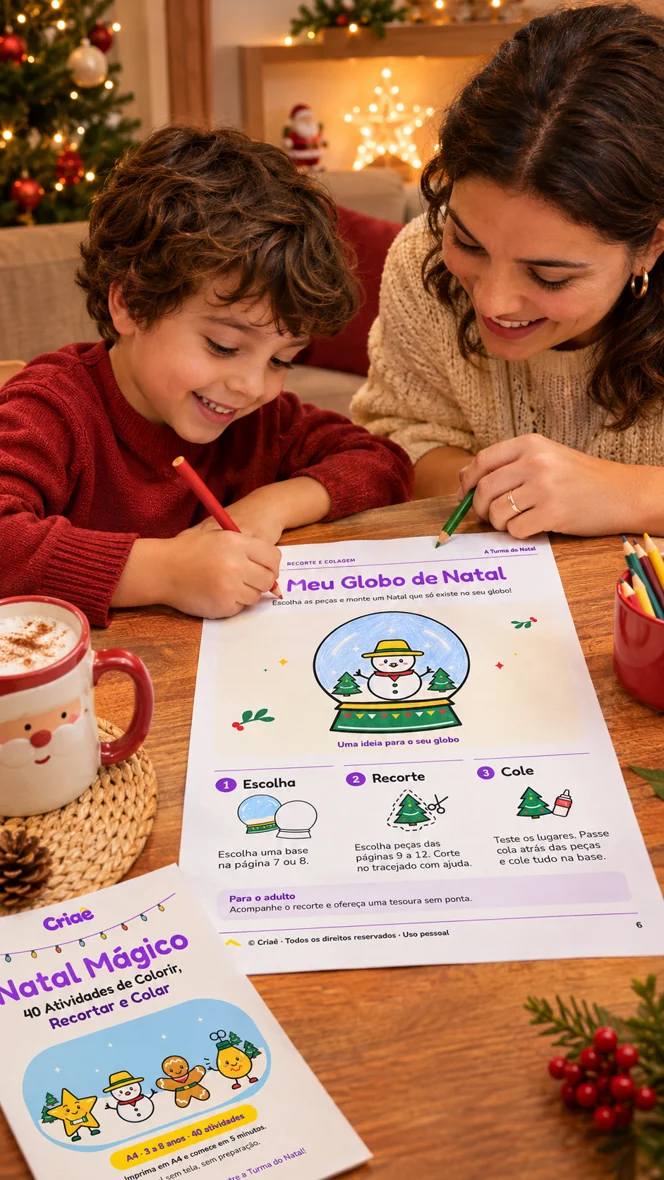 RECORTE E COLAGEM
A Turma do Natal
Meu Globo de Natal
Escolha as peças e monte um Natal que só existe no seu globo!
Uma ideia para o seu globo
1 Escolha
Escolha uma base
na página 7 ou 8.
2 Recorte
Escolha peças das
páginas 9 a 12. Corte
no tracejado com ajuda.
3 Cole
Teste os lugares. Passe
cola atrás das peças
e cole tudo na base.
Para o adulto
Acompanhe o recorte e ofereça uma tesoura sem ponta.
© Criaê · Todos os direitos reservados · Uso pessoal
6
Criaê
Natal Mágico
40 Atividades de Colorir,
Recortar e Colar
A4 · 3 a 8 anos · 40 atividades
Imprima em A4 e comece em 5 minutos.
sem tela, sem preparação.
a Turma do Natal!